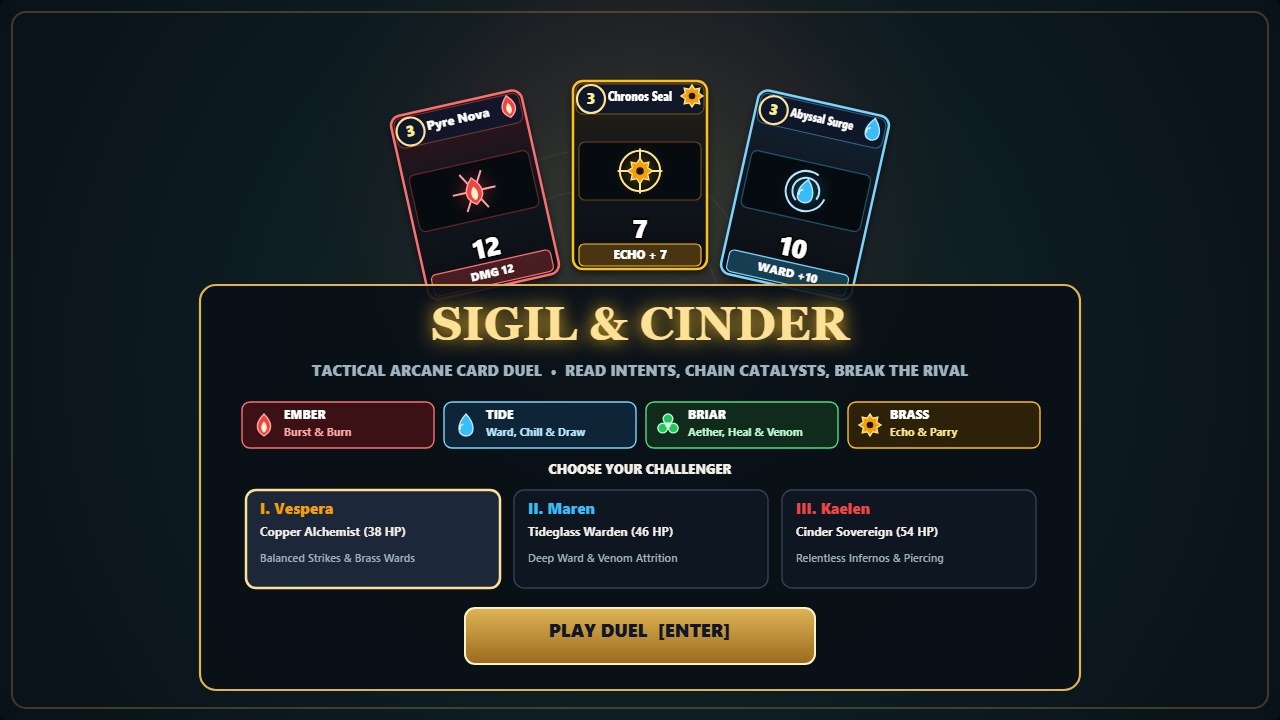 3 Pyre Nova
12
DMG 12
3 Chronos Seal
7
ECHO + 7
3 Abyssal Surge
10
WARD +10
SIGIL & CINDER
TACTICAL ARCANE CARD DUEL • READ INTENTS, CHAIN CATALYSTS, BREAK THE RIVAL
EMBER
Burst & Burn
TIDE
Ward, Chill & Draw
BRIAR
Aether, Heal & Venom
BRASS
Echo & Parry
CHOOSE YOUR CHALLENGER
I. Vespera
Copper Alchemist (38 HP)
Balanced Strikes & Brass Wards
II. Maren
Tideglass Warden (46 HP)
Deep Ward & Venom Attrition
III. Kaelen
Cinder Sovereign (54 HP)
Relentless Infernos & Piercing
PLAY DUEL [ENTER]